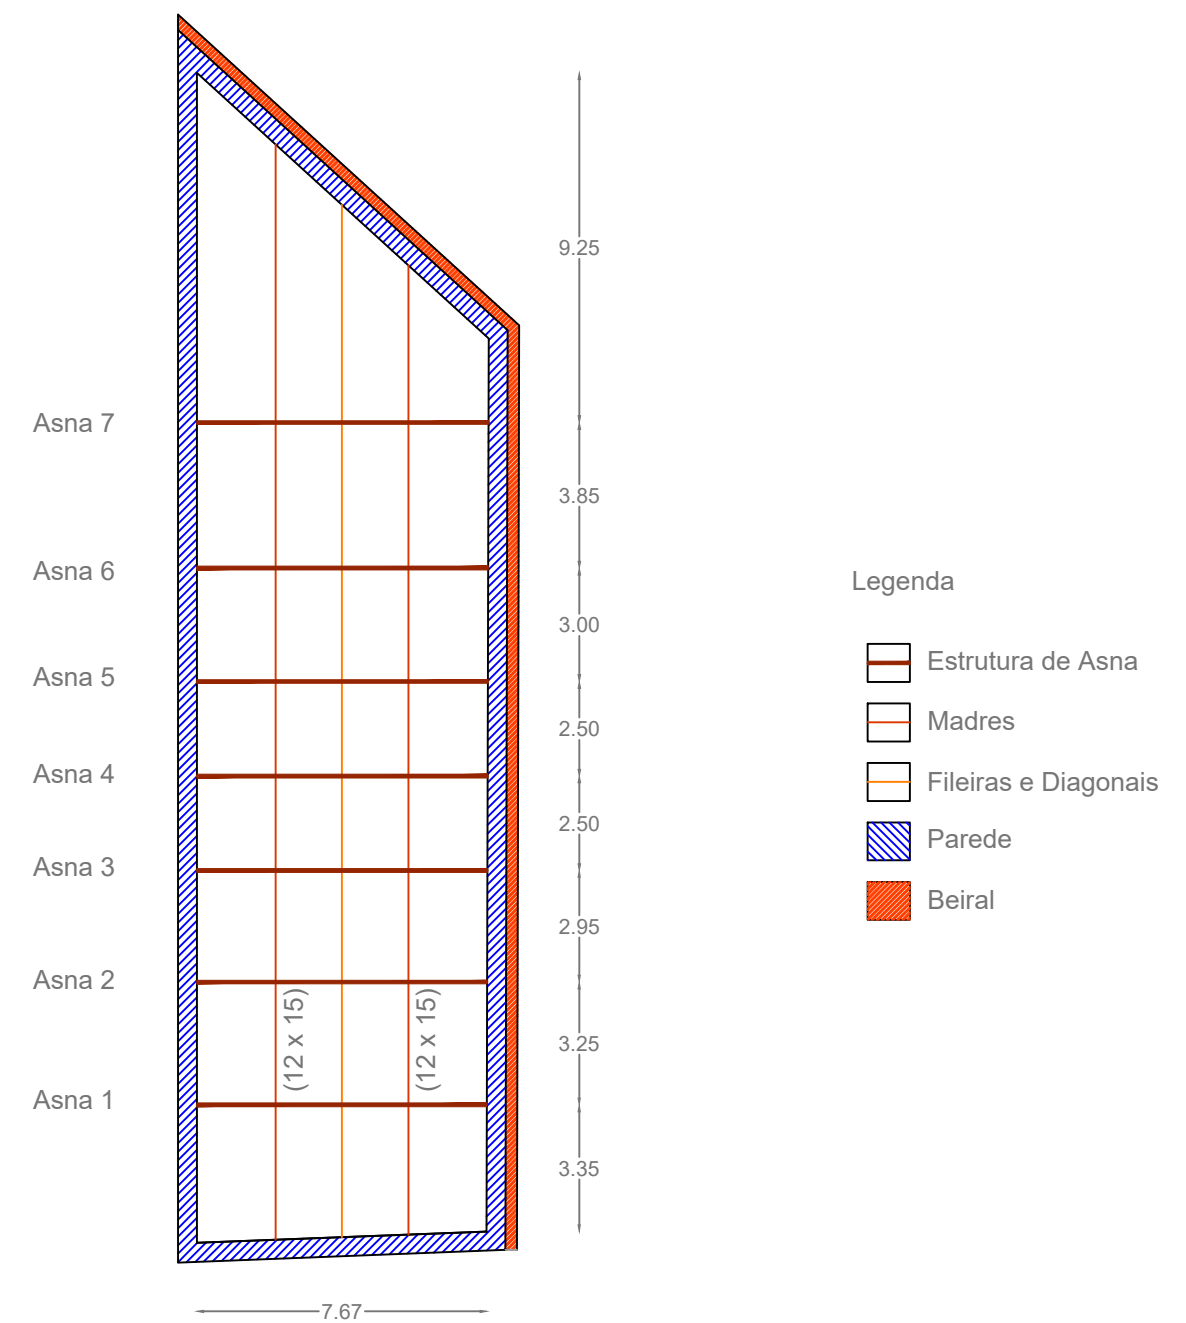 9.25
Asna 7
3.85
Asna 6
Legenda
3.00
Estrutura de Asna
Asna 5
Madres
2.50
Asna 4
Fileiras e Diagonais
2.50
Parede
Asna 3
Beiral
2.95
Asna 2
(12 x 15)
(12 x 15)
3.25
Asna 1
3.35
7.67